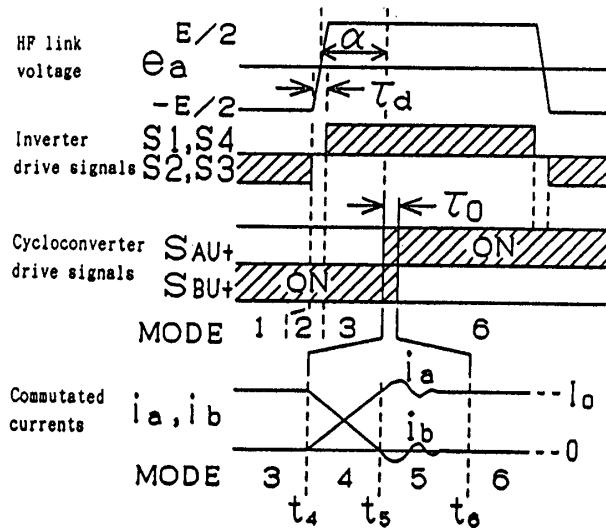 HF link
voltage
e_a
E/2
-E/2
α
τ_d
Inverter
drive signals
S1,S4
S2,S3
τ_0
Cycloconverter
drive signals
S_AU+
ON
S_BU+
ON
MODE 1 2 3 6
Commutated
currents
i_a, i_b
i_a
I_0
i_b
0
MODE 3 4 5 6
t_4 t_5 t_6